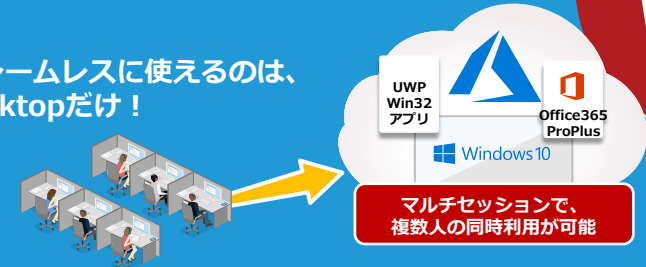 ームレスに使えるのは、
ktopだけ！
UWP
Win32
アプリ
Office365
ProPlus
Windows10
マルチセッションで、
複数人の同時利用が可能